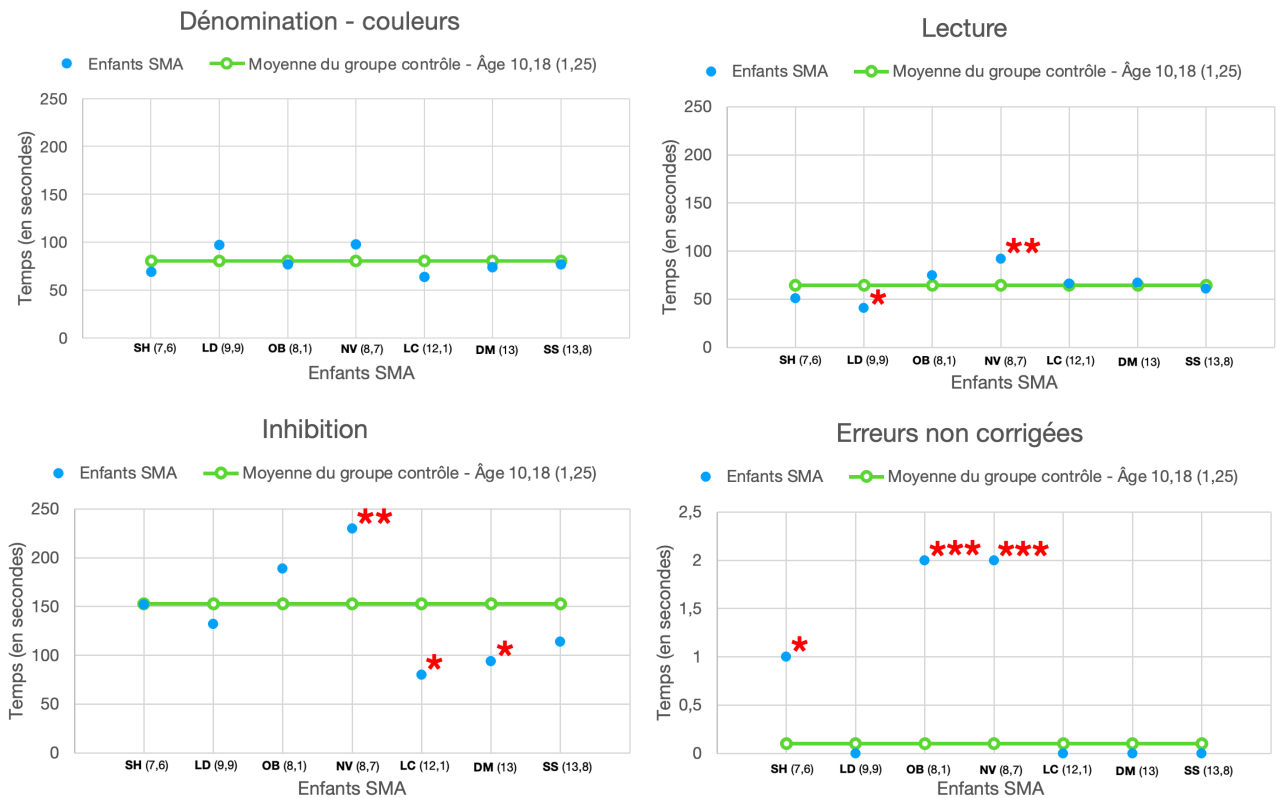 Dénomination - couleurs
Enfants SMA
Moyenne du groupe contrôle - Âge 10,18 (1,25)
Temps (en secondes)
250
200
150
100
50
0
SH (7,6) LD (9,9) OB (8,1) NV (8,7) LC (12,1) DM (13) SS (13,8)
Enfants SMA
Lecture
Enfants SMA
Moyenne du groupe contrôle - Âge 10,18 (1,25)
Temps (en secondes)
250
200
150
100
50
0
**
*
SH (7,6) LD (9,9) OB (8,1) NV (8,7) LC (12,1) DM (13) SS (13,8)
Enfants SMA
Inhibition
Enfants SMA
Moyenne du groupe contrôle - Âge 10,18 (1,25)
Temps (en secondes)
250
200
150
100
50
0
**
*
*
SH (7,6) LD (9,9) OB (8,1) NV (8,7) LC (12,1) DM (13) SS (13,8)
Enfants SMA
Erreurs non corrigées
Enfants SMA
Moyenne du groupe contrôle - Âge 10,18 (1,25)
Temps (en secondes)
2,5
2
1,5
1
0,5
0
*** ***
*
SH (7,6) LD (9,9) OB (8,1) NV (8,7) LC (12,1) DM (13) SS (13,8)
Enfants SMA